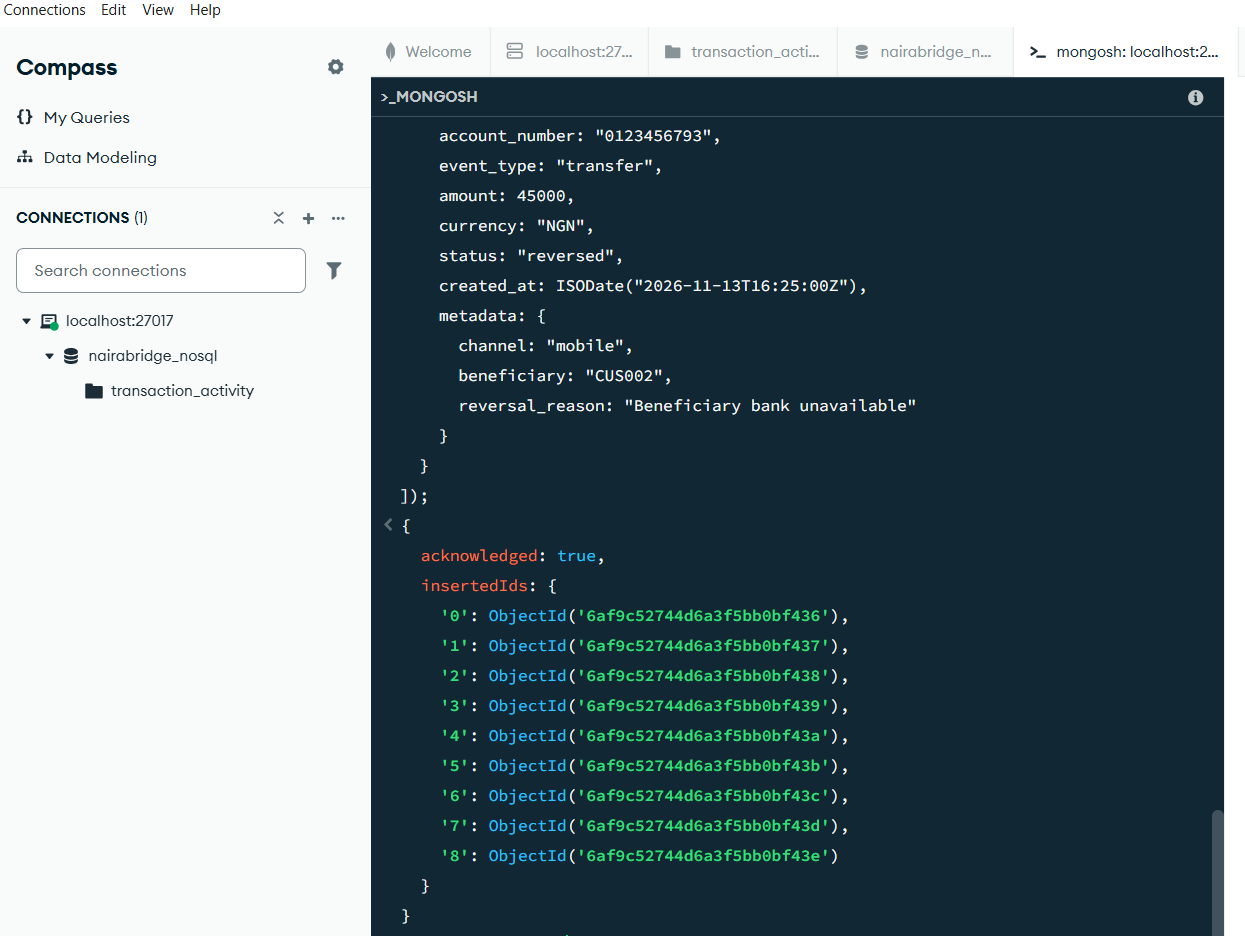 Connections Edit View Help
Compass
My Queries
Data Modeling
CONNECTIONS (1)
Search connections
localhost:27017
nairabridge_nosql
transaction_activity
Welcome
localhost:27...
transaction_acti...
nairabridge_n...
>_ mongosh: localhost:2...
>_MONGOSH
account_number: "0123456793",
event_type: "transfer",
amount: 45000,
currency: "NGN",
status: "reversed",
created_at: ISODate("2026-11-13T16:25:00Z"),
metadata: {
channel: "mobile",
beneficiary: "CUS002",
reversal_reason: "Beneficiary bank unavailable"
}
}
]);
< {
acknowledged: true,
insertedIds: {
'0': ObjectId('6af9c52744d6a3f5bb0bf436'),
'1': ObjectId('6af9c52744d6a3f5bb0bf437'),
'2': ObjectId('6af9c52744d6a3f5bb0bf438'),
'3': ObjectId('6af9c52744d6a3f5bb0bf439'),
'4': ObjectId('6af9c52744d6a3f5bb0bf43a'),
'5': ObjectId('6af9c52744d6a3f5bb0bf43b'),
'6': ObjectId('6af9c52744d6a3f5bb0bf43c'),
'7': ObjectId('6af9c52744d6a3f5bb0bf43d'),
'8': ObjectId('6af9c52744d6a3f5bb0bf43e')
}
}